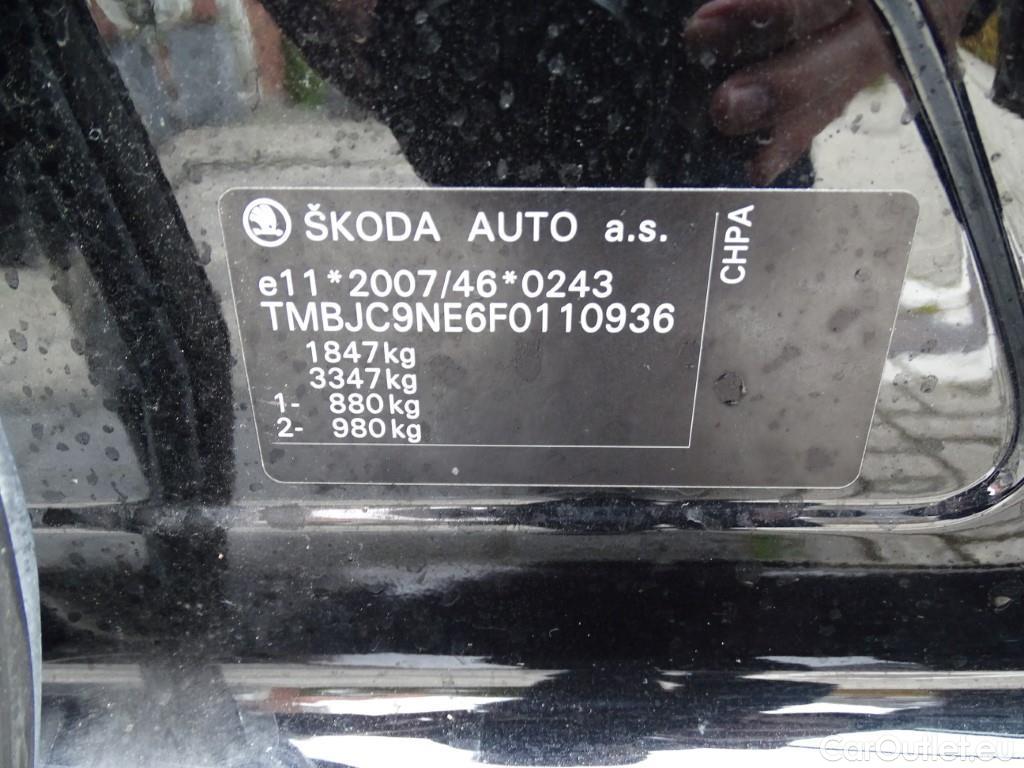 ŠKODA AUTO a.s.
CHPA
e11*2007/46*0243
TMBJC9NE6F0110936
1847kg
3347kg
1- 880kg
2- 980kg
CarOutlet.eu